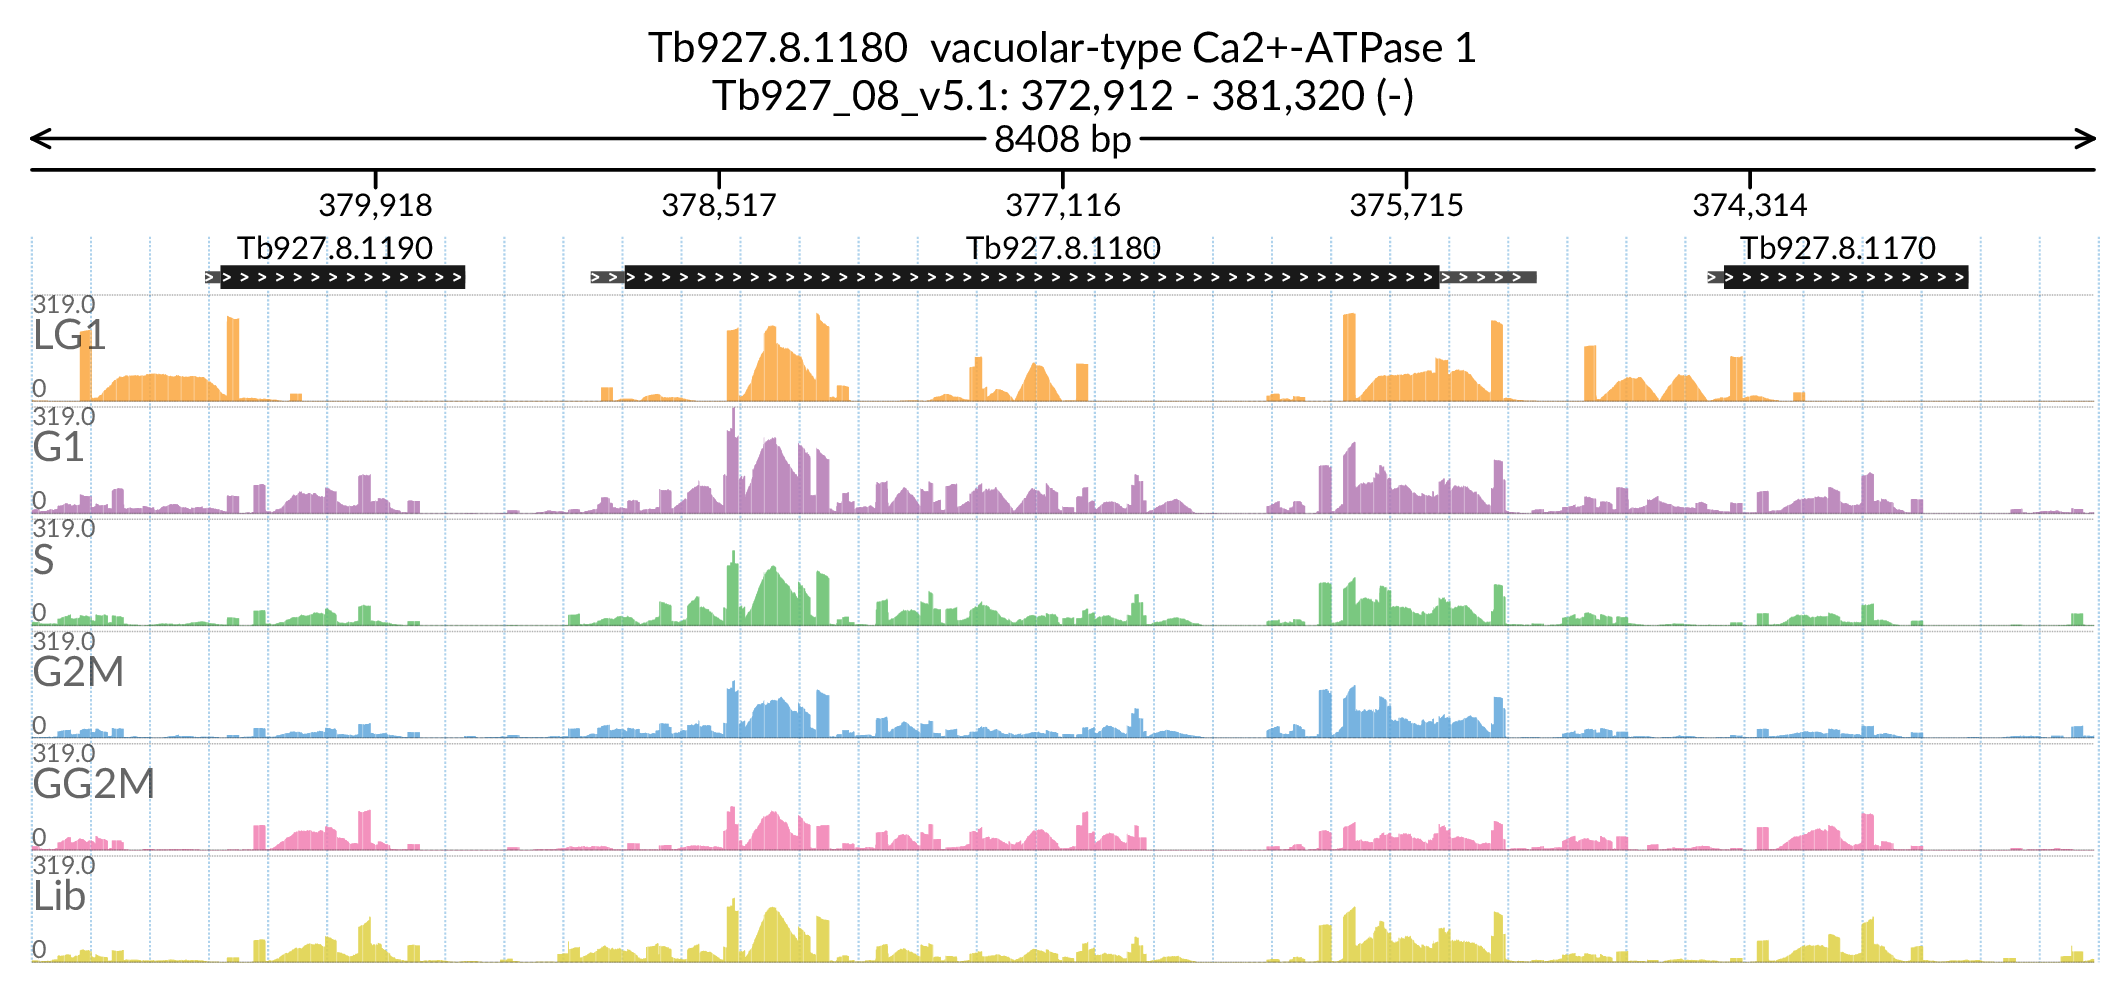 Tb927.8.1180 vacuolar-type Ca2+-ATPase 1
Tb927_08_v5.1: 372,912 - 381,320 (-)
8408 bp
379,918 378,517 377,116 375,715 374,314
Tb927.8.1190 Tb927.8.1180 Tb927.8.1170
319.0
LG1
0
319.0
G1
0
319.0
S
0
319.0
G2M
0
319.0
GG2M
0
319.0
Lib
0